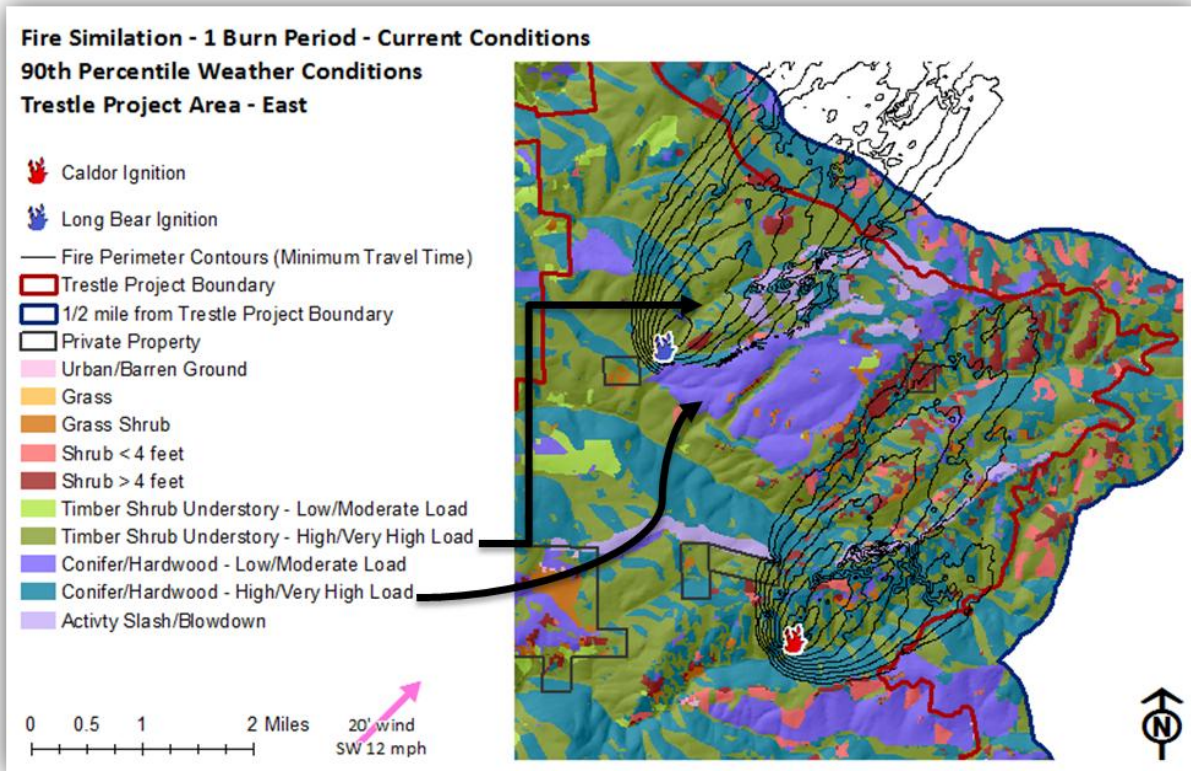 Fire Similation - 1 Burn Period - Current Conditions
90th Percentile Weather Conditions
Trestle Project Area - East
Caldor Ignition
Long Bear Ignition
Fire Perimeter Contours (Minimum Travel Time)
Trestle Project Boundary
1/2 mile from Trestle Project Boundary
Private Property
Urban/Barren Ground
Grass
Grass Shrub
Shrub < 4 feet
Shrub > 4 feet
Timber Shrub Understory - Low/Moderate Load
Timber Shrub Understory - High/Very High Load
Conifer/Hardwood - Low/Moderate Load
Conifer/Hardwood - High/Very High Load
Activty Slash/Blowdown
0 0.5 1 2 Miles
20' wind
SW 12 mph
N